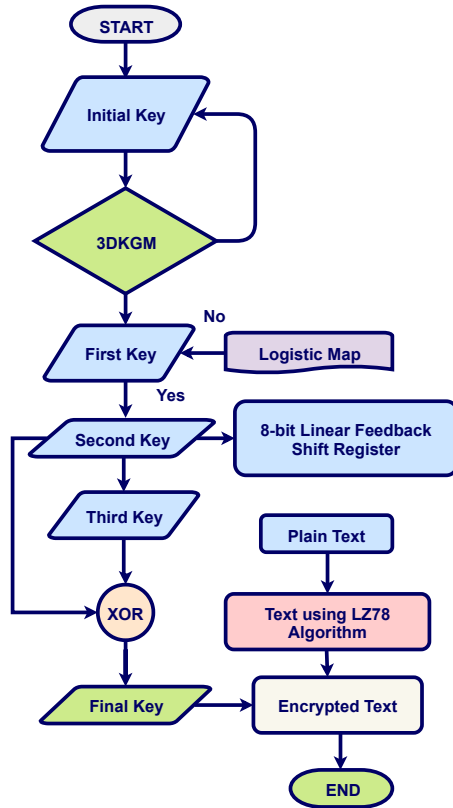 START
Initial Key
3DKGM
No
First Key
Logistic Map
Yes
Second Key
8-bit Linear Feedback
Shift Register
Third Key
Plain Text
XOR
Text using LZ78
Algorithm
Final Key
Encrypted Text
END